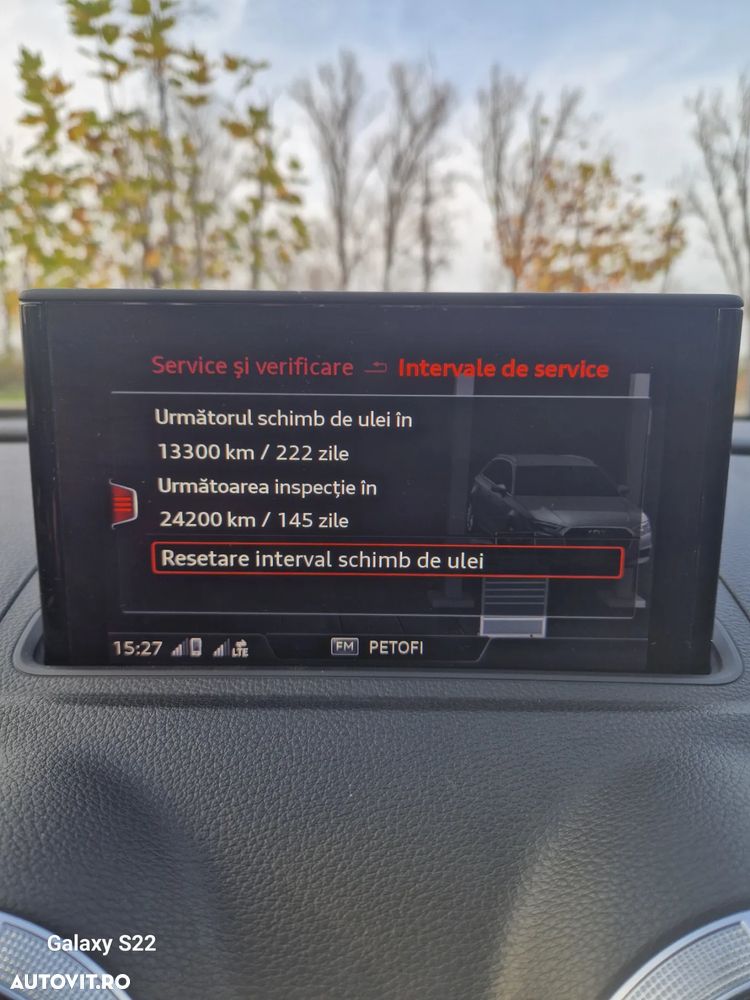 Service și verificare Intervale de service
Următorul schimb de ulei în
13300 km / 222 zile
Următoarea inspecție în
24200 km / 145 zile
Resetare interval schimb de ulei
15:27 LTE FM PETOFI
Galaxy S22
AUTOVIT.RO